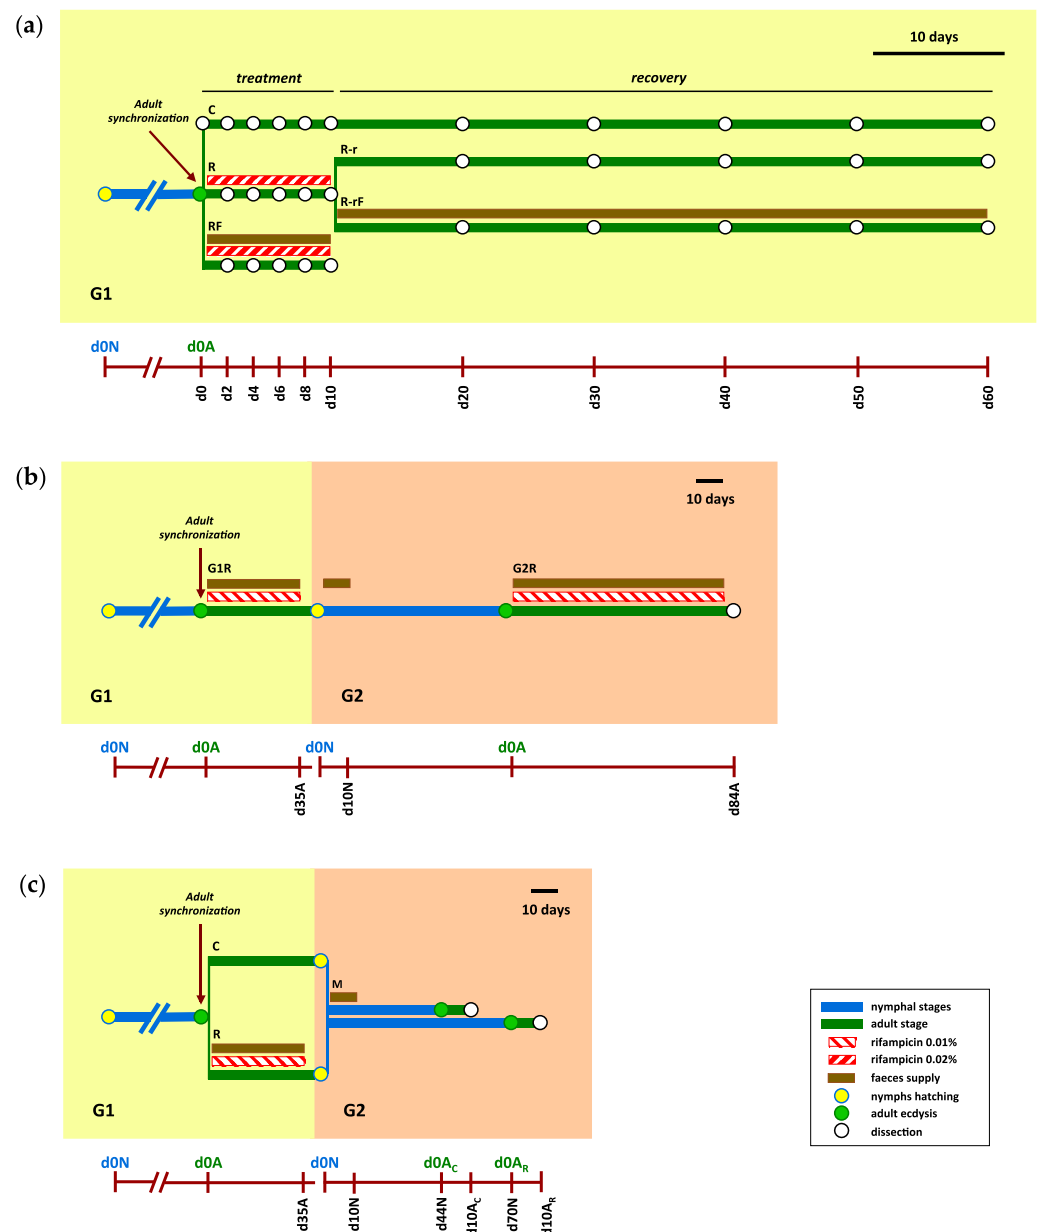 (a)
10 days
treatment
recovery
Adult
synchronization
C
R
R-r
R-rF
RF
G1
d0N
d0A
d0
d2
d4
d6
d8
d10
d20
d30
d40
d50
d60
(b)
10 days
Adult
synchronization
G1R
G2R
G1
G2
d0N
d0A
d0N
d0A
d35A
d10N
d84A
(c)
Adult
synchronization
10 days
C
M
R
G1
G2
nymphal stages
adult stage
rifampicin 0.01%
rifampicin 0.02%
faeces supply
nymphs hatching
adult ecdysis
dissection
d0N
d0A
d0N
d0AC
d0AR
d35A
d10N
d44N
d10AC
d70N
d10AR